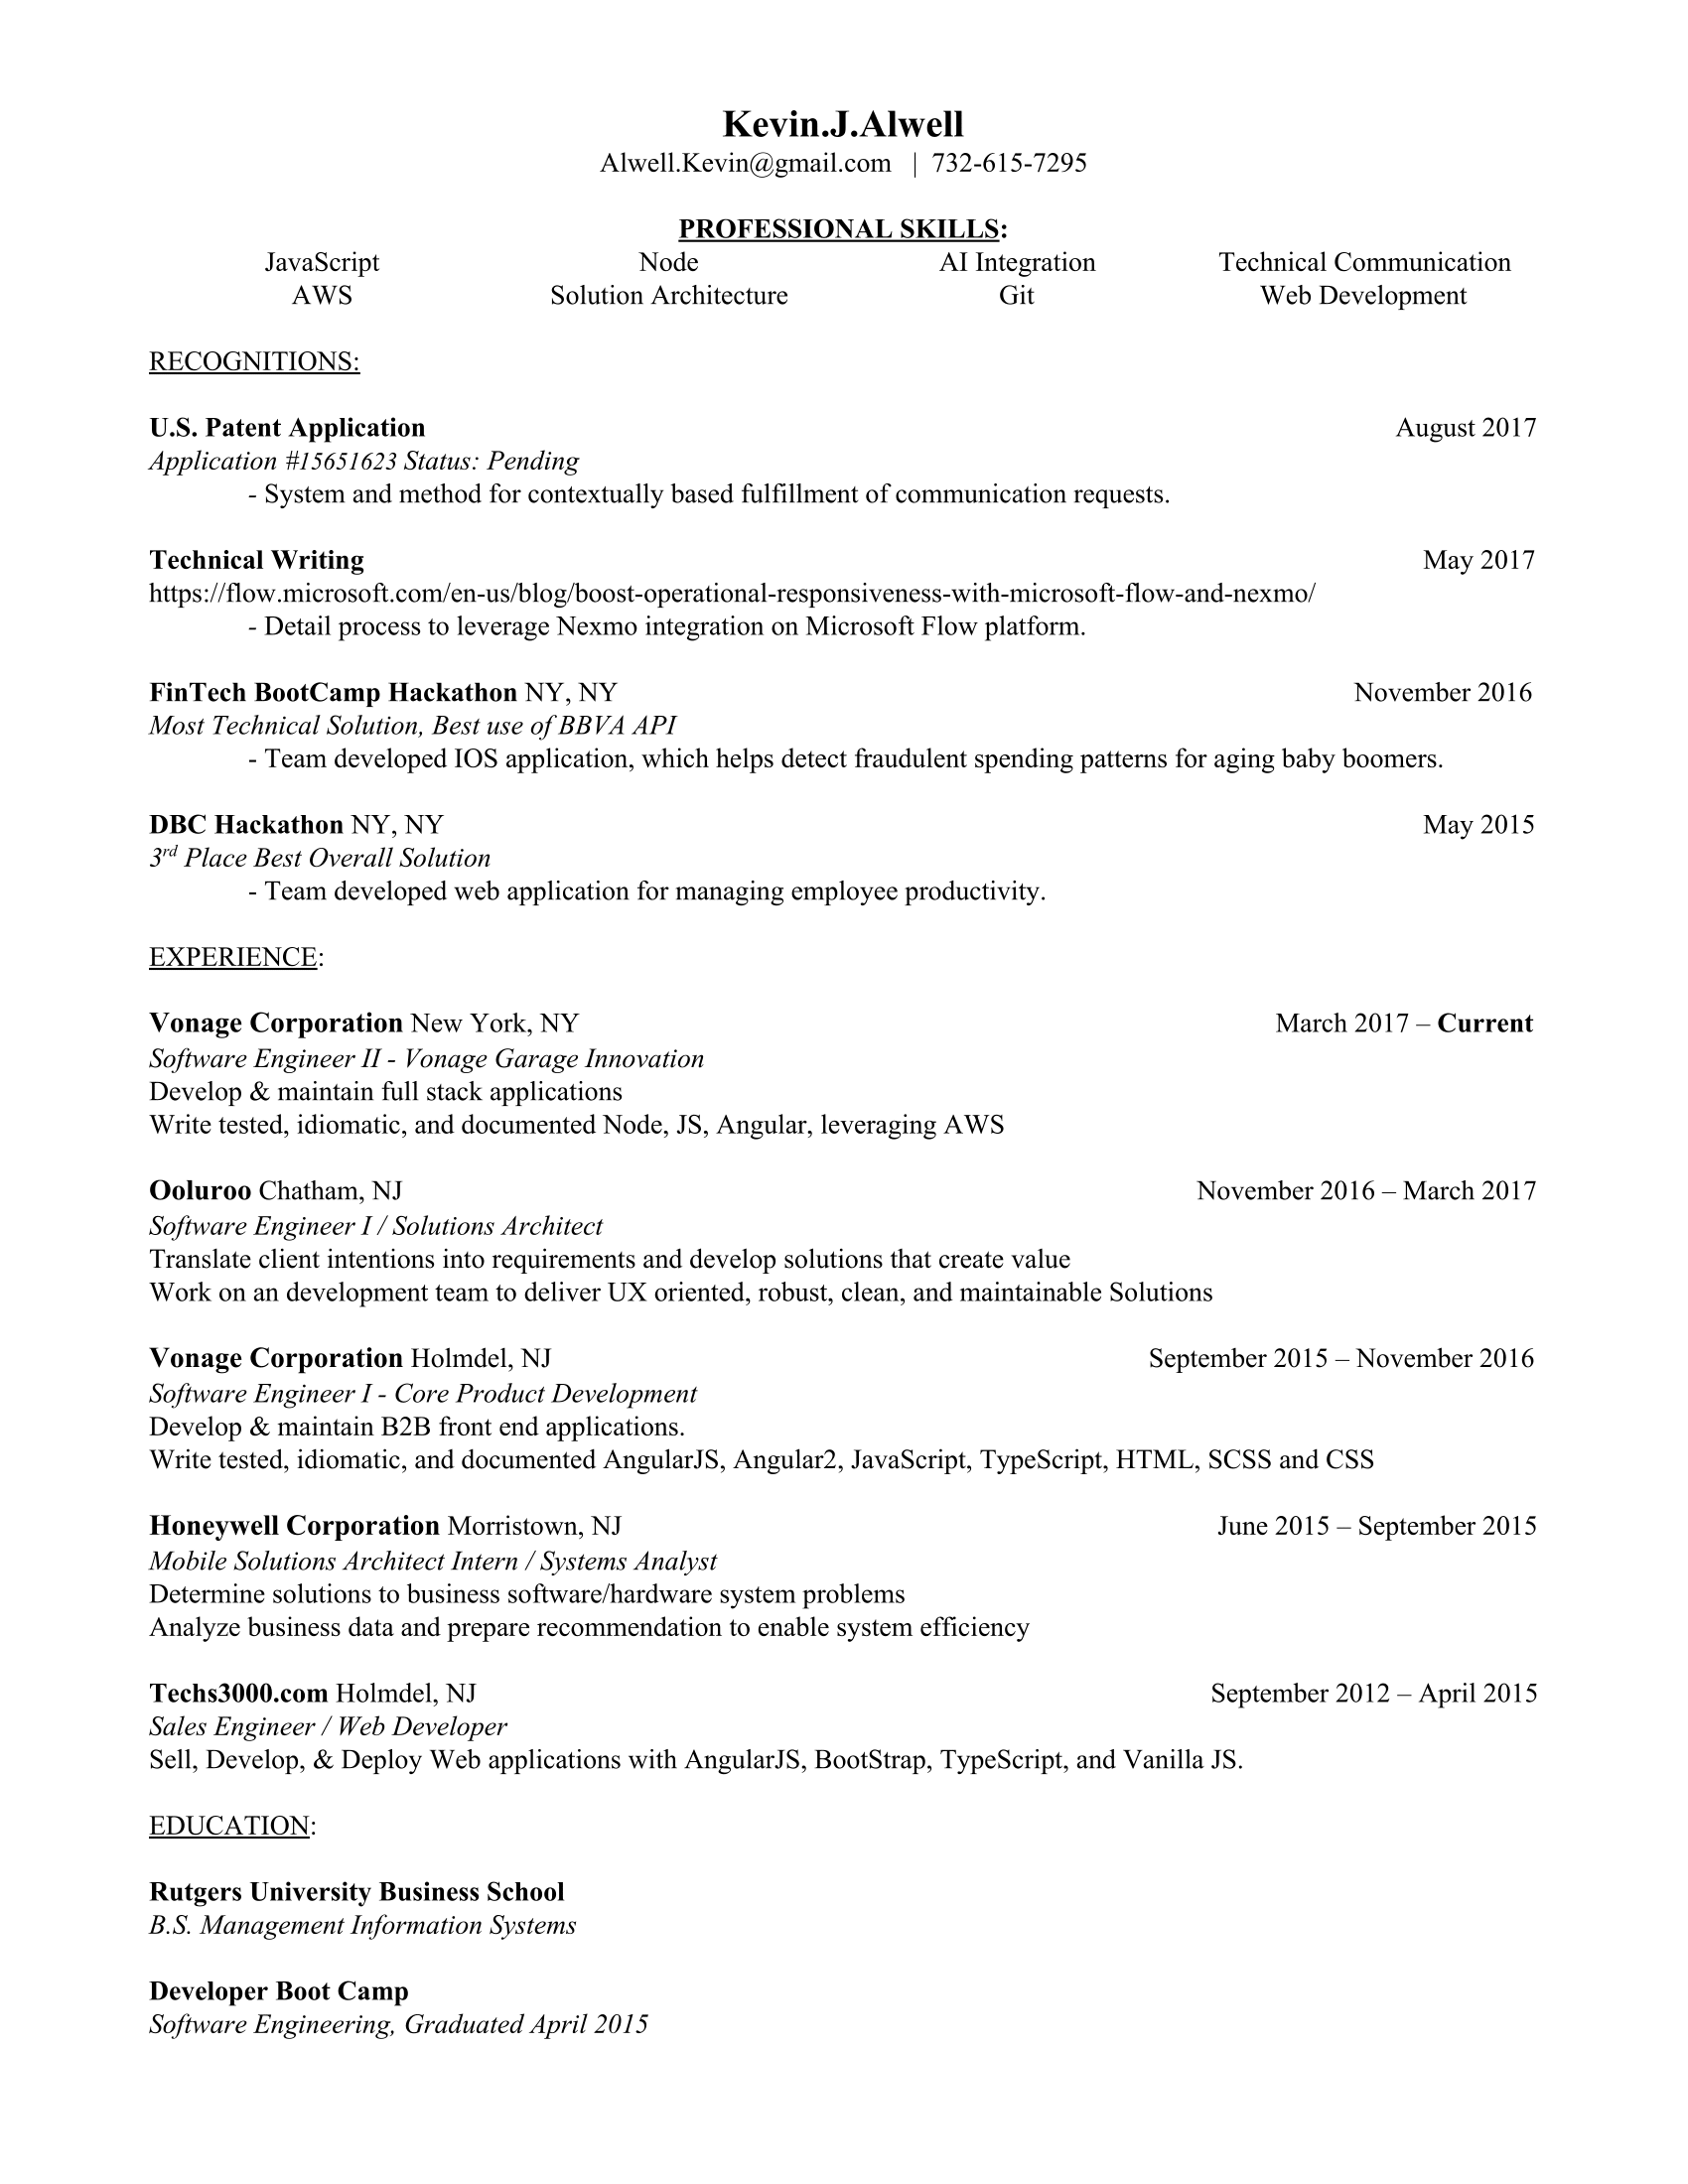 Kevin.J.Alwell
Alwell.Kevin@gmail.com | 732-615-7295
PROFESSIONAL SKILLS:
JavaScript Node AI Integration Technical Communication
AWS Solution Architecture Git Web Development
RECOGNITIONS:
U.S. Patent Application August 2017
Application #15651623 Status: Pending
- System and method for contextually based fulfillment of communication requests.
Technical Writing May 2017
https://flow.microsoft.com/en-us/blog/boost-operational-responsiveness-with-microsoft-flow-and-nexmo/
- Detail process to leverage Nexmo integration on Microsoft Flow platform.
FinTech BootCamp Hackathon NY, NY November 2016
Most Technical Solution, Best use of BBVA API
- Team developed IOS application, which helps detect fraudulent spending patterns for aging baby boomers.
DBC Hackathon NY, NY May 2015
3rd Place Best Overall Solution
- Team developed web application for managing employee productivity.
EXPERIENCE:
Vonage Corporation New York, NY March 2017 – Current
Software Engineer II - Vonage Garage Innovation
Develop & maintain full stack applications
Write tested, idiomatic, and documented Node, JS, Angular, leveraging AWS
Ooluroo Chatham, NJ November 2016 – March 2017
Software Engineer I / Solutions Architect
Translate client intentions into requirements and develop solutions that create value
Work on an development team to deliver UX oriented, robust, clean, and maintainable Solutions
Vonage Corporation Holmdel, NJ September 2015 – November 2016
Software Engineer I - Core Product Development
Develop & maintain B2B front end applications.
Write tested, idiomatic, and documented AngularJS, Angular2, JavaScript, TypeScript, HTML, SCSS and CSS
Honeywell Corporation Morristown, NJ June 2015 – September 2015
Mobile Solutions Architect Intern / Systems Analyst
Determine solutions to business software/hardware system problems
Analyze business data and prepare recommendation to enable system efficiency
Techs3000.com Holmdel, NJ September 2012 – April 2015
Sales Engineer / Web Developer
Sell, Develop, & Deploy Web applications with AngularJS, BootStrap, TypeScript, and Vanilla JS.
EDUCATION:
Rutgers University Business School
B.S. Management Information Systems
Developer Boot Camp
Software Engineering, Graduated April 2015